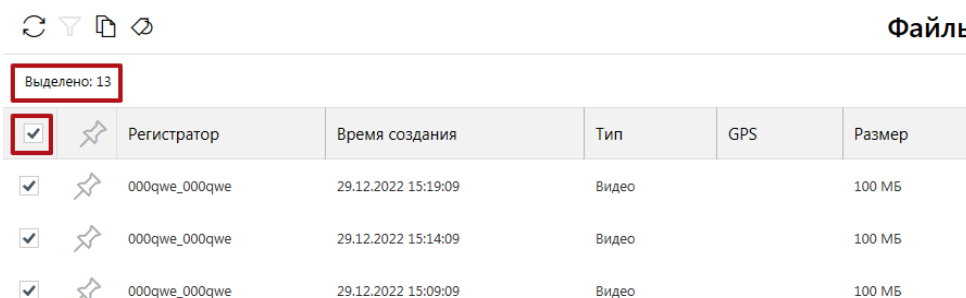 Файлы
Выделено: 13
Регистратор Время создания Тип GPS Размер
000qwe_000qwe 29.12.2022 15:19:09 Видео 100 МБ
000qwe_000qwe 29.12.2022 15:14:09 Видео 100 МБ
000qwe_000qwe 29.12.2022 15:09:09 Видео 100 МБ